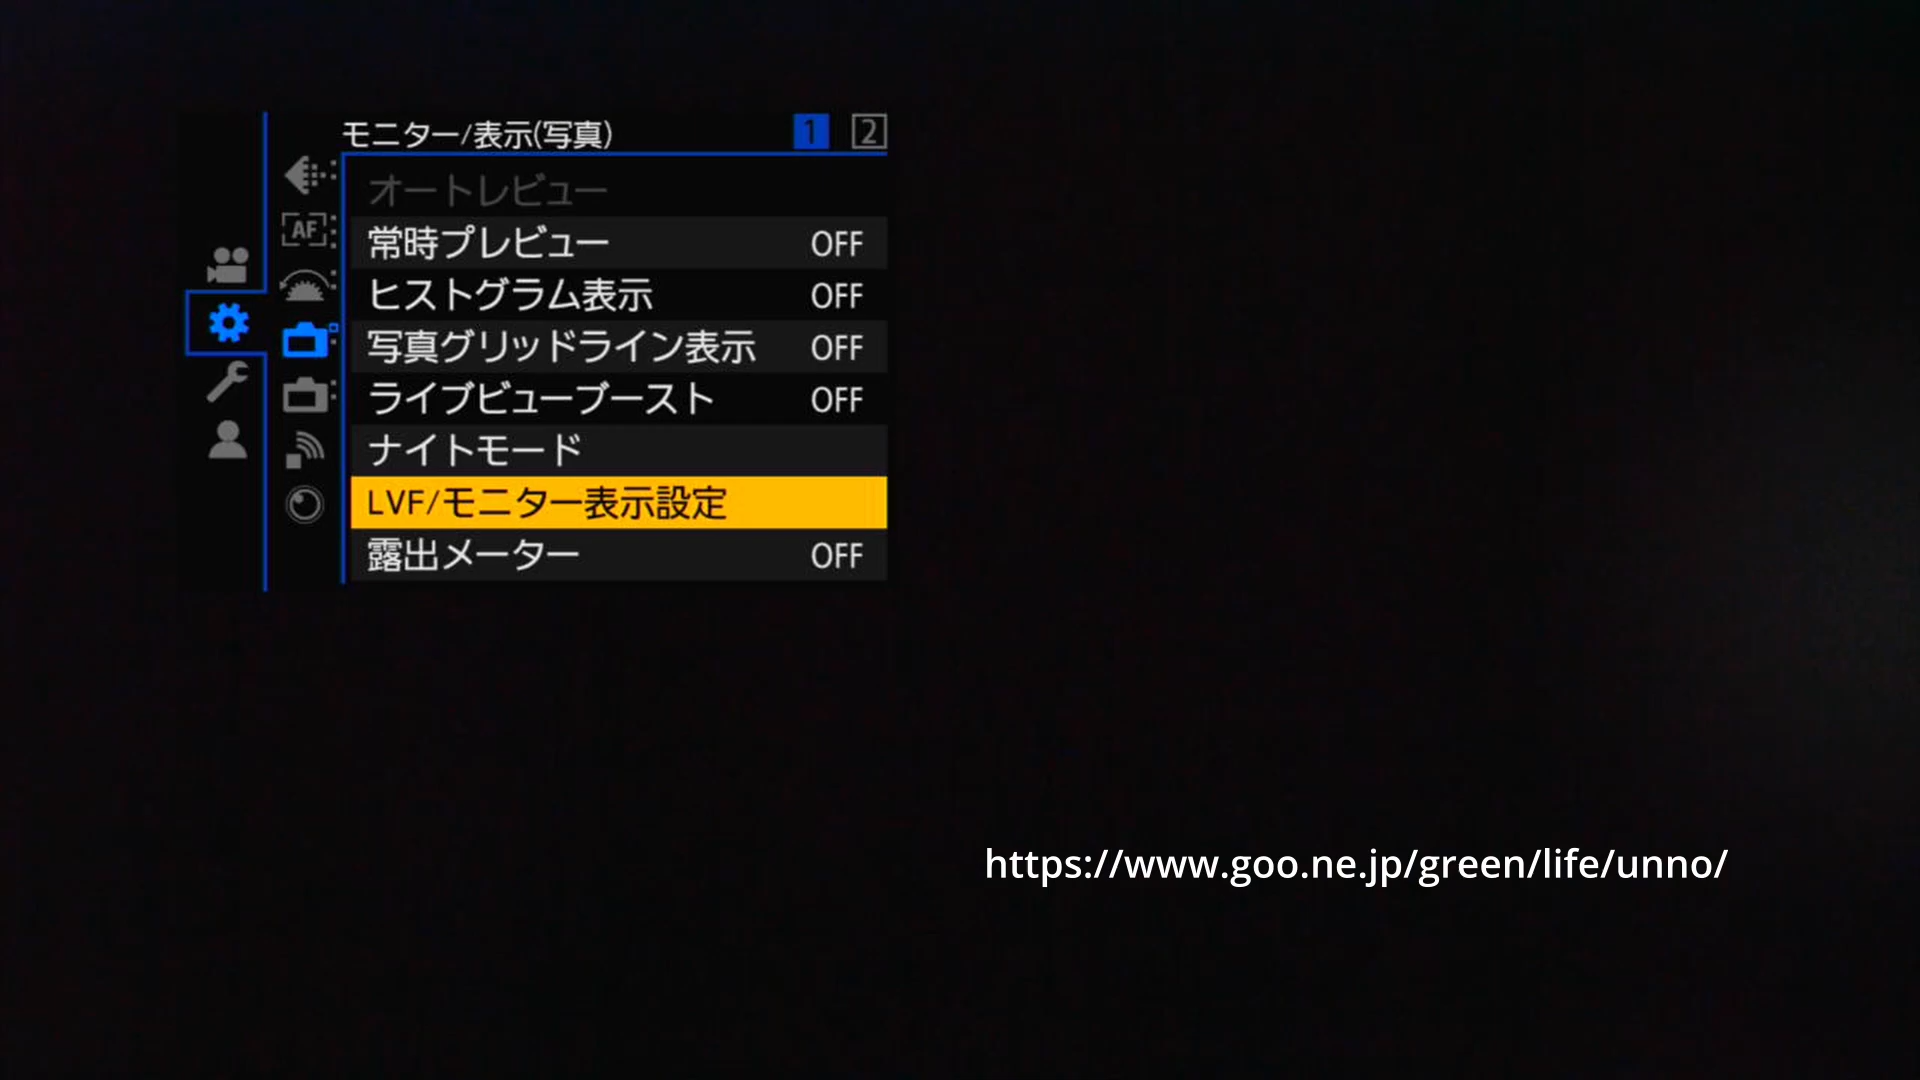 モニター/表示(写真) 1 2
オートレビュー
AF
常時プレビュー OFF
ヒストグラム表示 OFF
写真グリッドライン表示 OFF
ライブビューブースト OFF
ナイトモード
LVF/モニター表示設定
露出メーター OFF
https://www.goo.ne.jp/green/life/unno/